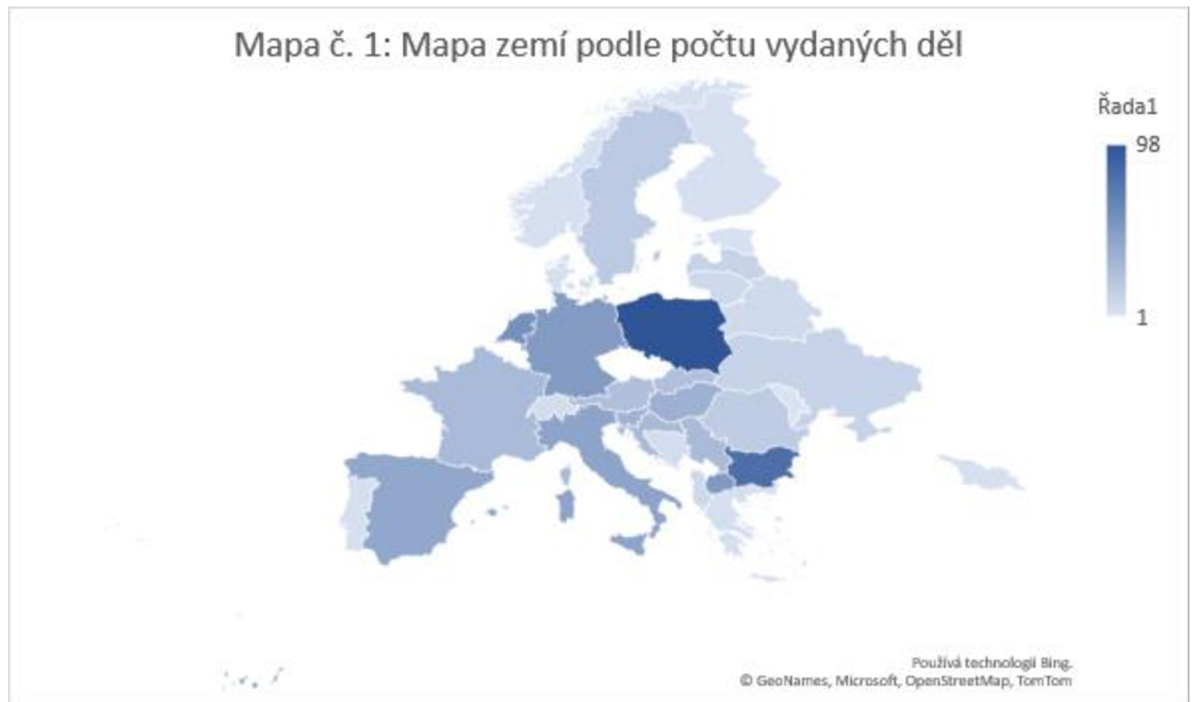 Mapa č. 1: Mapa zemí podle počtu vydaných děl
Řada1
98
1
Používá technologii Bing.
© GeoNames, Microsoft, OpenStreetMap, TomTom